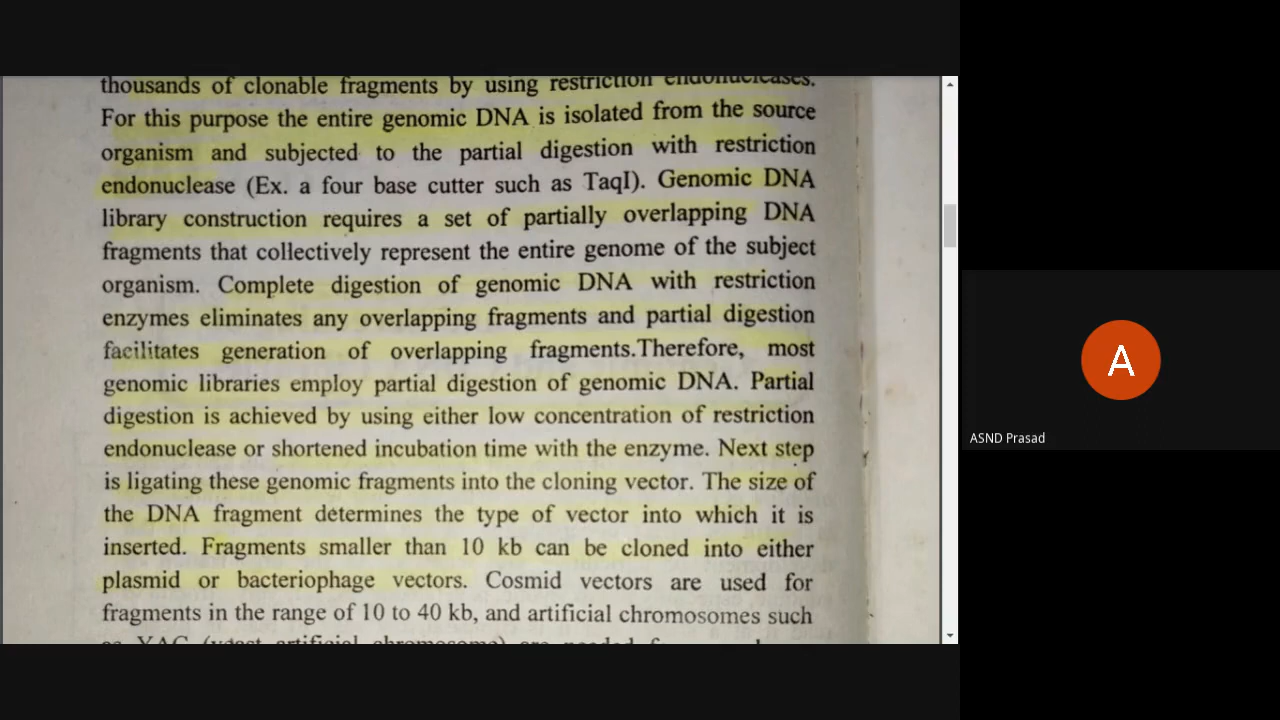 thousands of clonable fragments by using restriction endonucleases.
For this purpose the entire genomic DNA is isolated from the source
organism and subjected to the partial digestion with restriction
endonuclease (Ex. a four base cutter such as TaqI). Genomic DNA
library construction requires a set of partially overlapping DNA
fragments that collectively represent the entire genome of the subject
organism. Complete digestion of genomic DNA with restriction
enzymes eliminates any overlapping fragments and partial digestion
facilitates generation of overlapping fragments.Therefore, most
genomic libraries employ partial digestion of genomic DNA. Partial
digestion is achieved by using either low concentration of restriction
endonuclease or shortened incubation time with the enzyme. Next step
is ligating these genomic fragments into the cloning vector. The size of
the DNA fragment determines the type of vector into which it is
inserted. Fragments smaller than 10 kb can be cloned into either
plasmid or bacteriophage vectors. Cosmid vectors are used for
fragments in the range of 10 to 40 kb, and artificial chromosomes such
as YAC (yeast artificial chromosome) are needed
A
ASND Prasad